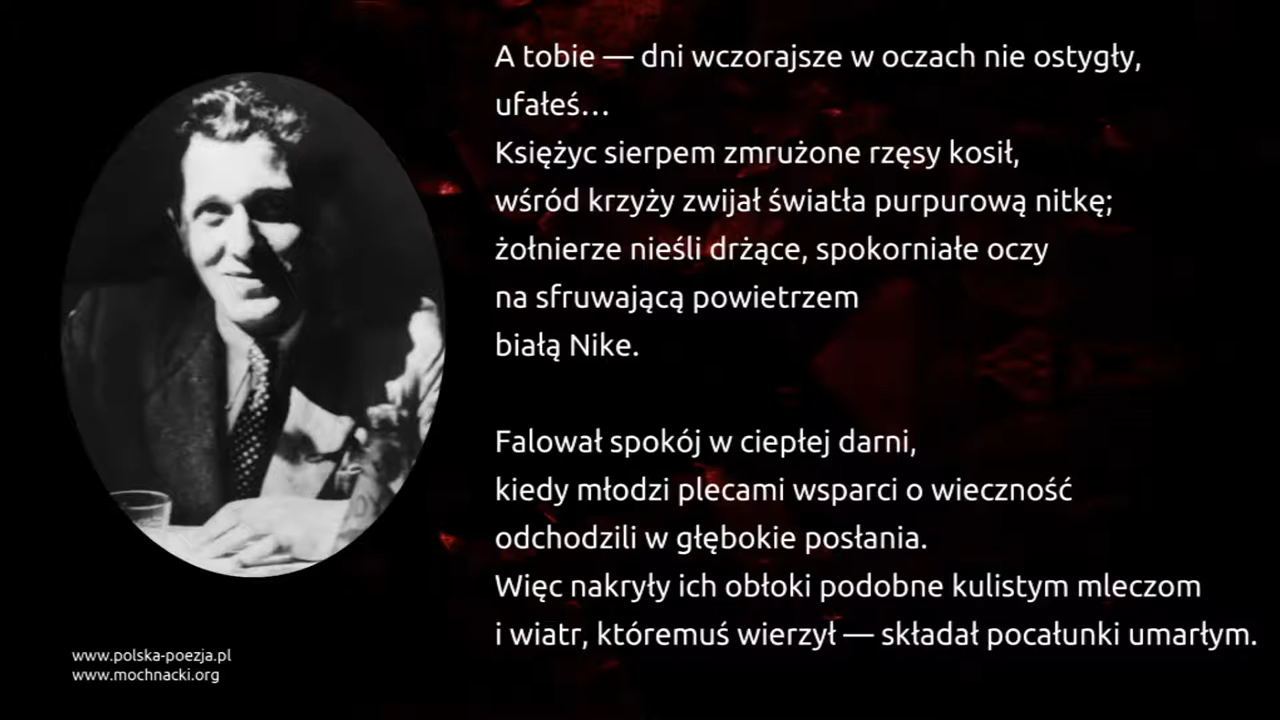 A tobie — dni wczorajsze w oczach nie ostygły,
ufałeś…
Księżyc sierpem zmrużone rzęsy kosił,
wśród krzyży zwijał światła purpurową nitkę;
żołnierze nieśli drżące, spokorniałe oczy
na sfruwającą powietrzem
białą Nike.

Falował spokój w ciepłej darni,
kiedy młodzi plecami wsparci o wieczność
odchodzili w głębokie posłania.
Więc nakryły ich obłoki podobne kulistym mleczom
i wiatr, któremuś wierzył — składał pocałunki umarłym.
www.polska-poezja.pl
www.mochnacki.org